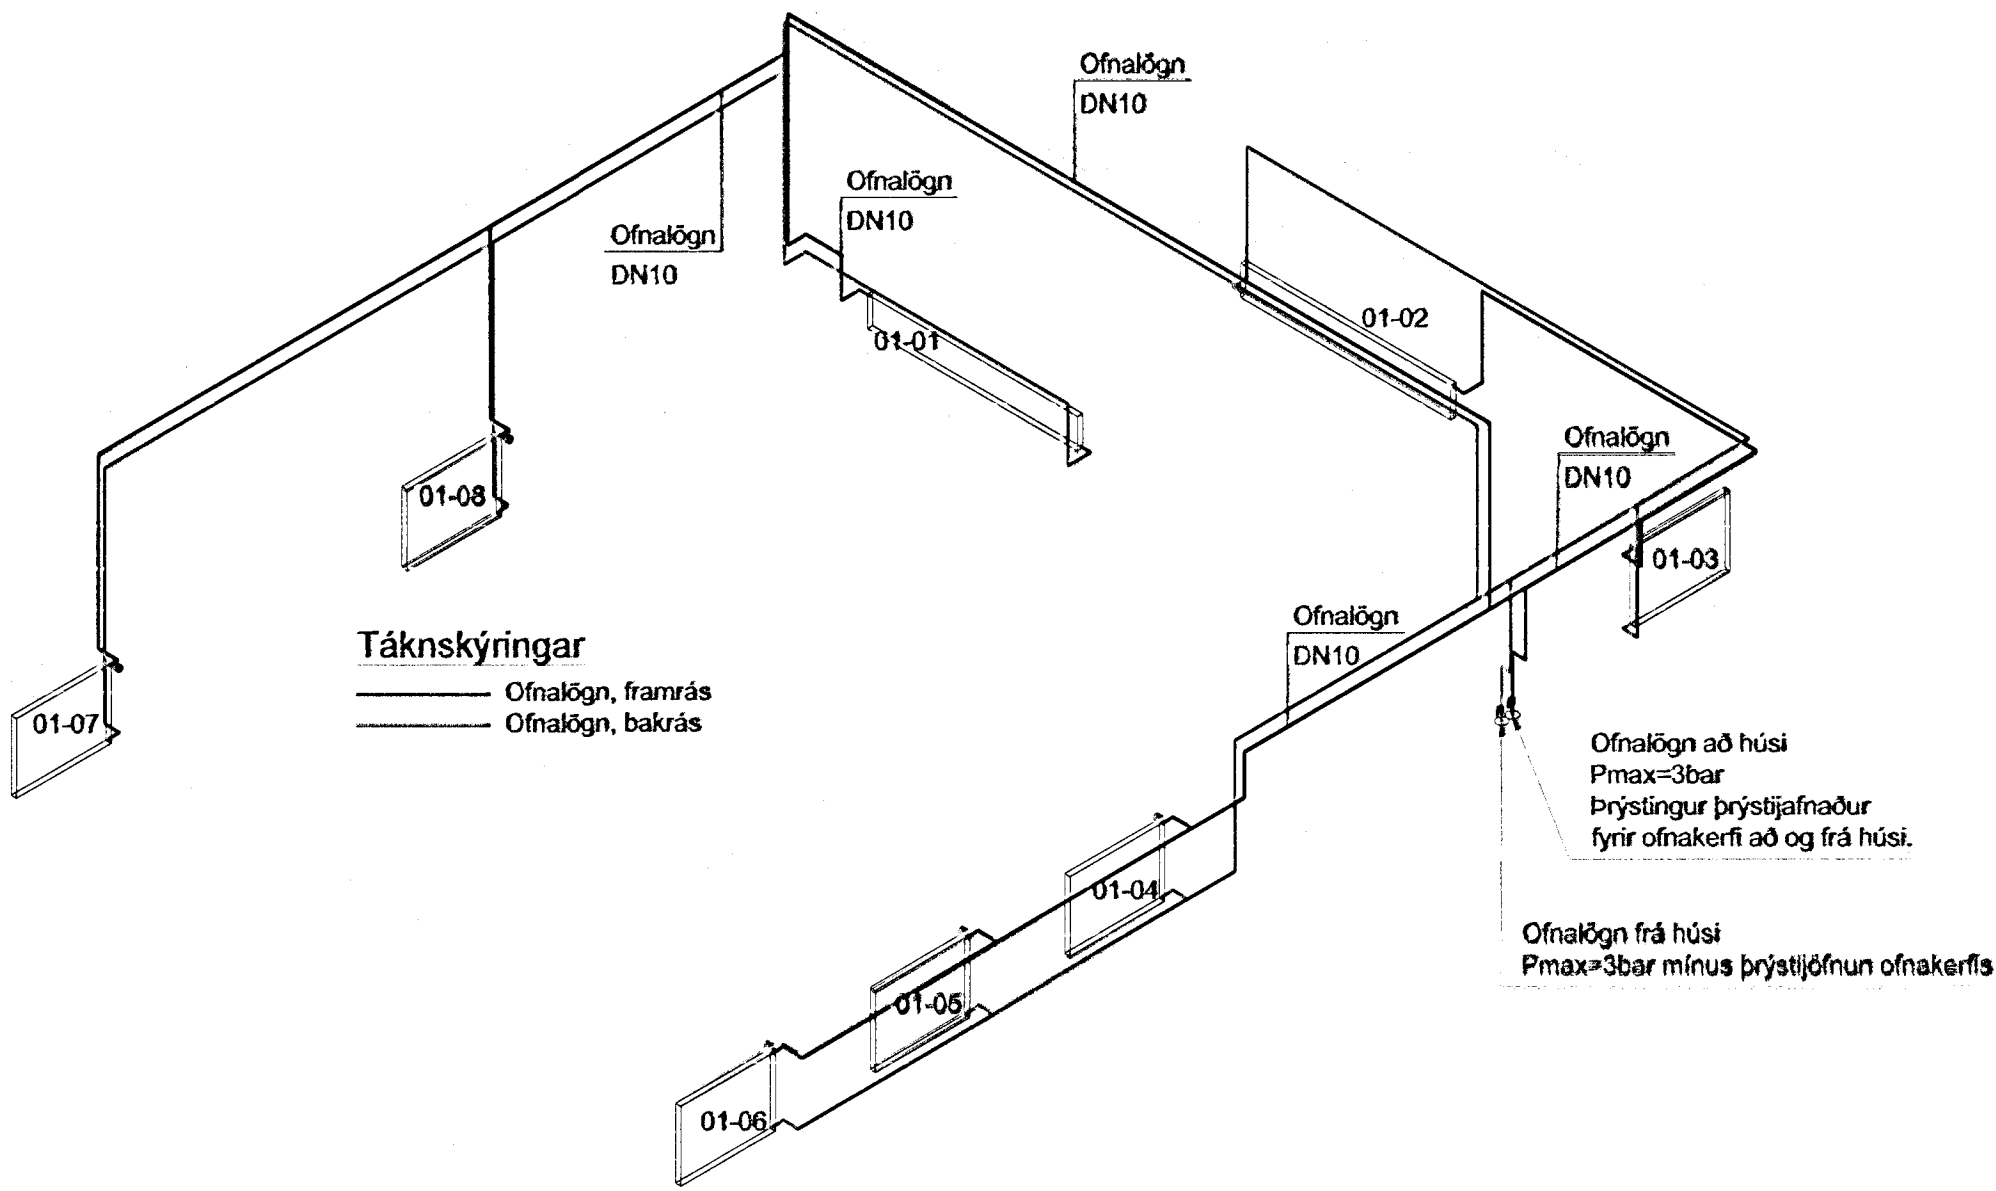 Ofnalögn
DN10
Ofnalögn
DN10
Ofnalögn
DN10
01-01
01-02
Ofnalögn
DN10
01-08
01-03
Ofnalögn
DN10
Táknskýringar
Ofnalögn, framrás
Ofnalögn, bakrás
01-07
Ofnalögn að húsi
Pmax=3bar
Þrýstingur þrýstijafnaður
fyrir ofnakerfi að og frá húsi.
01-04
Ofnalögn frá húsi
Pmax=3bar mínus þrýstijöfnun ofnakerfis
01-05
01-06